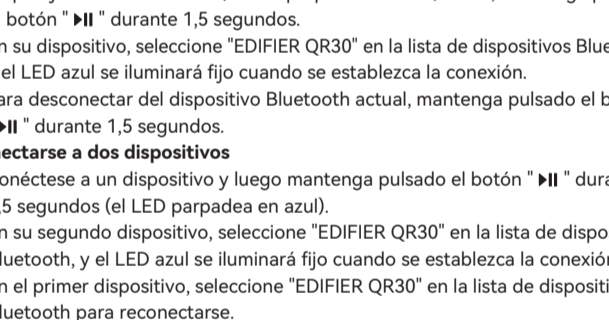 botón " ▶II " durante 1,5 segundos.
n su dispositivo, seleccione "EDIFIER QR30" en la lista de dispositivos Blue
el LED azul se iluminará fijo cuando se establezca la conexión.
ara desconectar del dispositivo Bluetooth actual, mantenga pulsado el b
▶II " durante 1,5 segundos.
ectarse a dos dispositivos
onéctese a un dispositivo y luego mantenga pulsado el botón " ▶II " dura
,5 segundos (el LED parpadea en azul).
n su segundo dispositivo, seleccione "EDIFIER QR30" en la lista de dispo
luetooth, y el LED azul se iluminará fijo cuando se establezca la conexión
n el primer dispositivo, seleccione "EDIFIER QR30" en la lista de dispositi
luetooth para reconectarse.